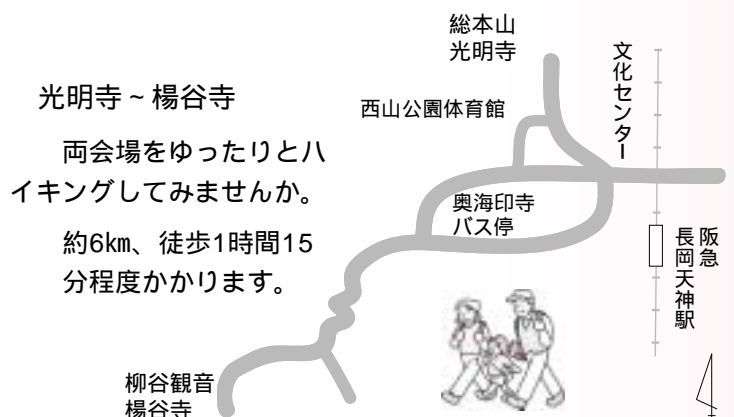 総本山
光明寺
文化センター
光明寺~楊谷寺
西山公園体育館
両会場をゆったりとハ
イキングしてみませんか。
奥海印寺
バス停
阪急
長岡天神駅
約6㎞、徒歩1時間15
分程度かかります。
柳谷観音
楊谷寺